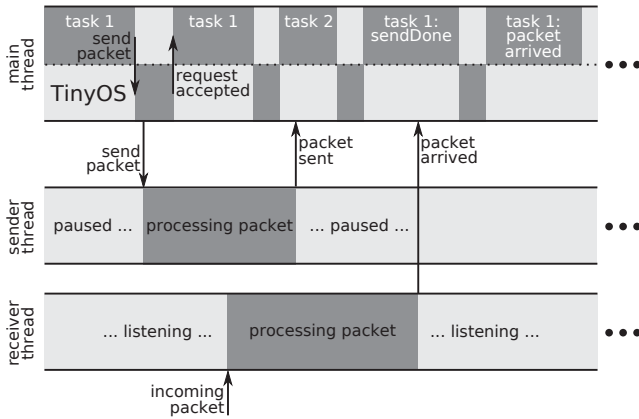 task 1
task 1
task 2
task 1:
sendDone
task 1:
packet
arrived
send
packet
request
accepted
main
thread
TinyOS
send
packet
packet
sent
packet
arrived
sender
thread
paused ...
processing packet
... paused ...
receiver
thread
... listening ...
processing packet
... listening ...
incoming
packet